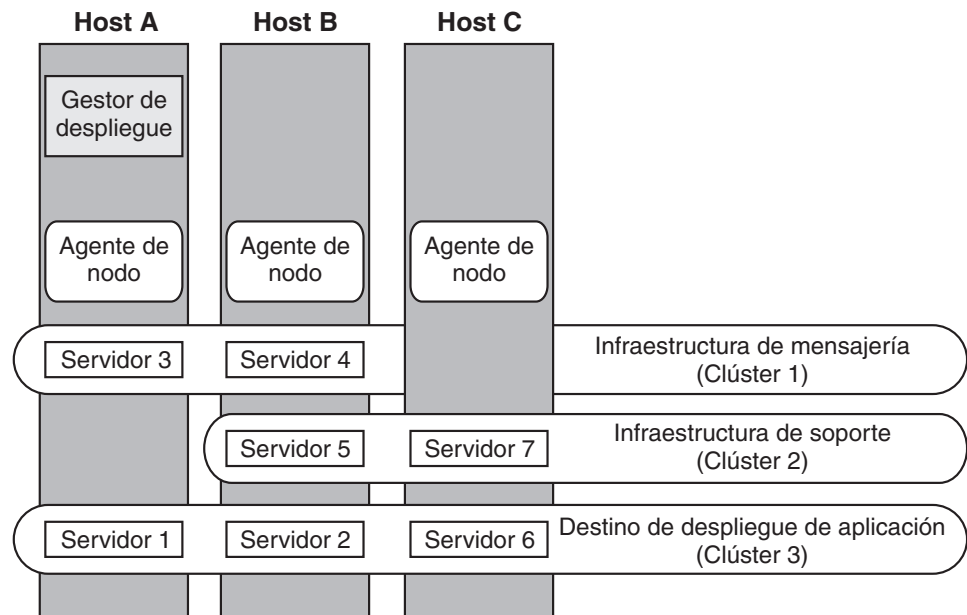 Host A
Host B
Host C
Gestor de
despliegue
Agente de
nodo
Agente de
nodo
Agente de
nodo
Servidor 3
Servidor 4
Infraestructura de mensajería
(Clúster 1)
Servidor 5
Servidor 7
Infraestructura de soporte
(Clúster 2)
Servidor 1
Servidor 2
Servidor 6
Destino de despliegue de aplicación
(Clúster 3)